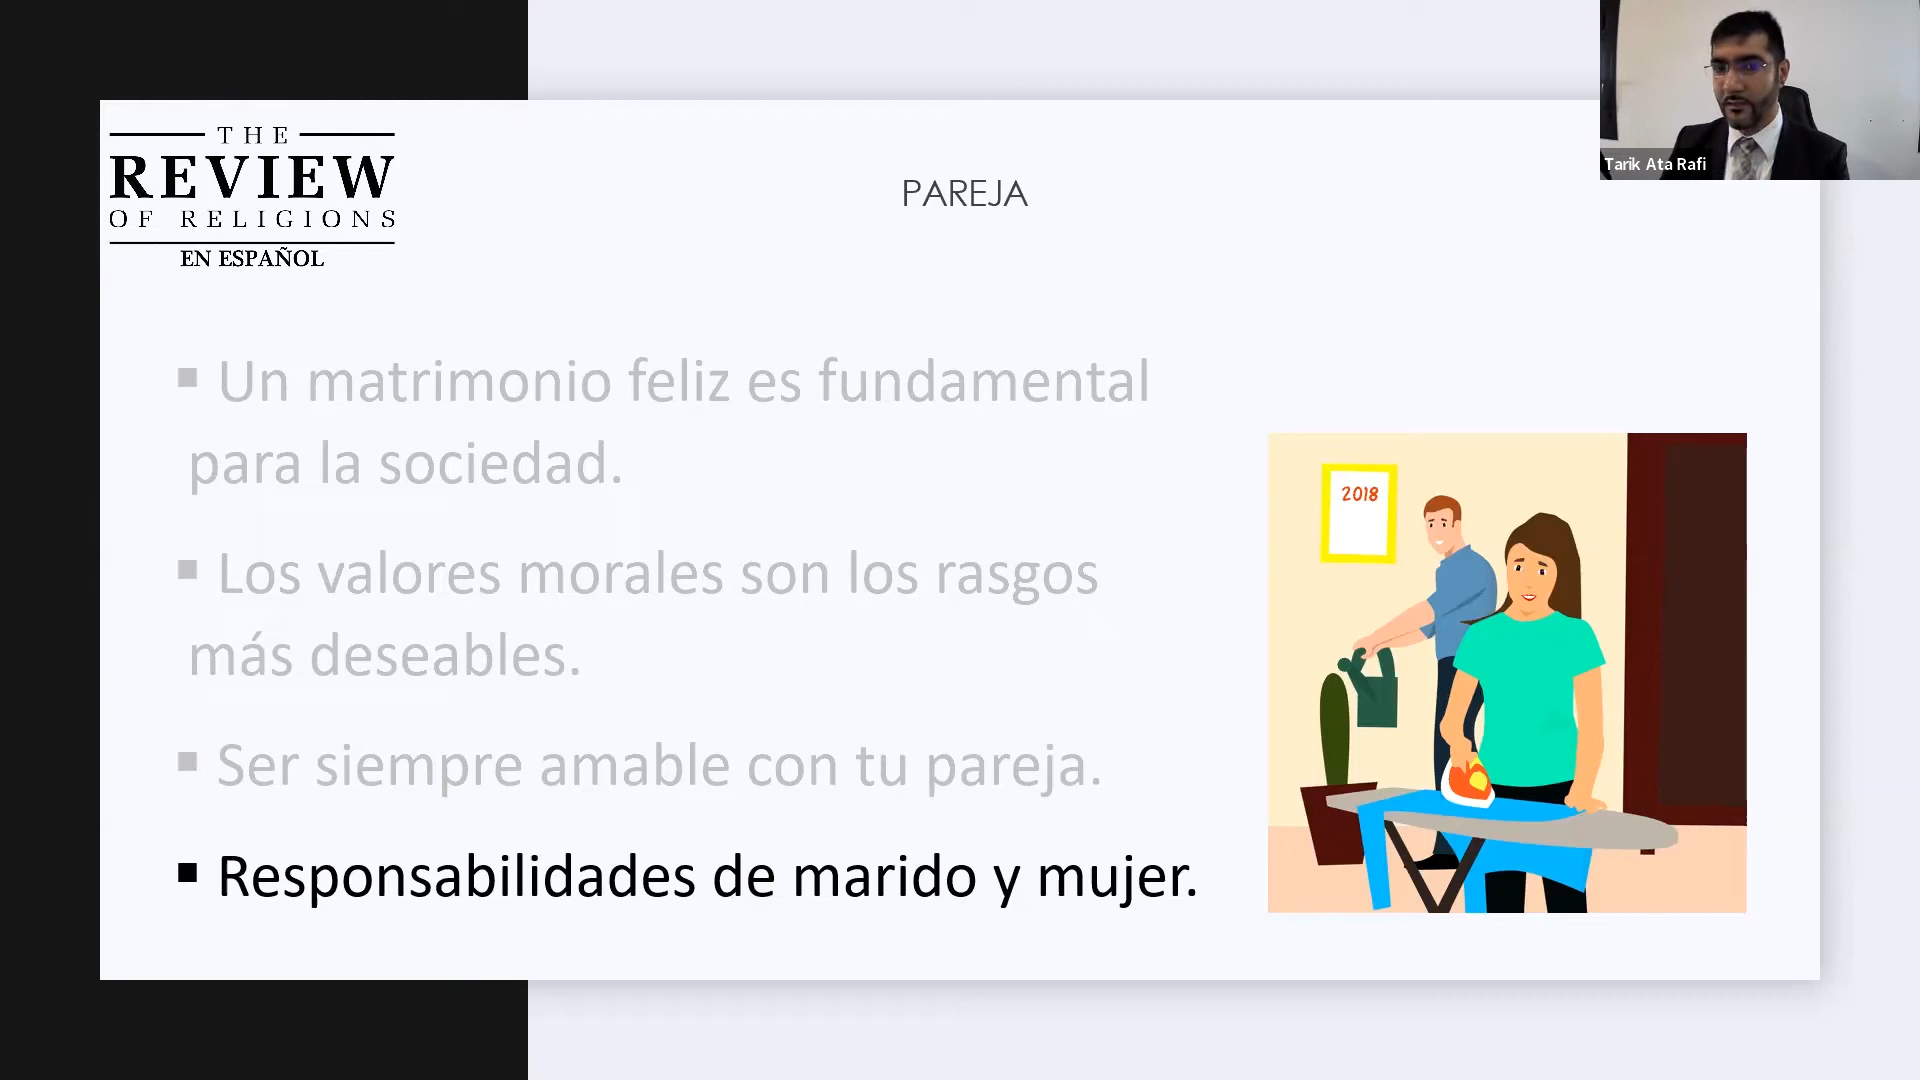 THE
REVIEW
OF RELIGIONS
EN ESPAÑOL
PAREJA
Tarik Ata Rafi
▪ Un matrimonio feliz es fundamental
para la sociedad.
▪ Los valores morales son los rasgos
más deseables.
▪ Ser siempre amable con tu pareja.
▪ Responsabilidades de marido y mujer.
2018